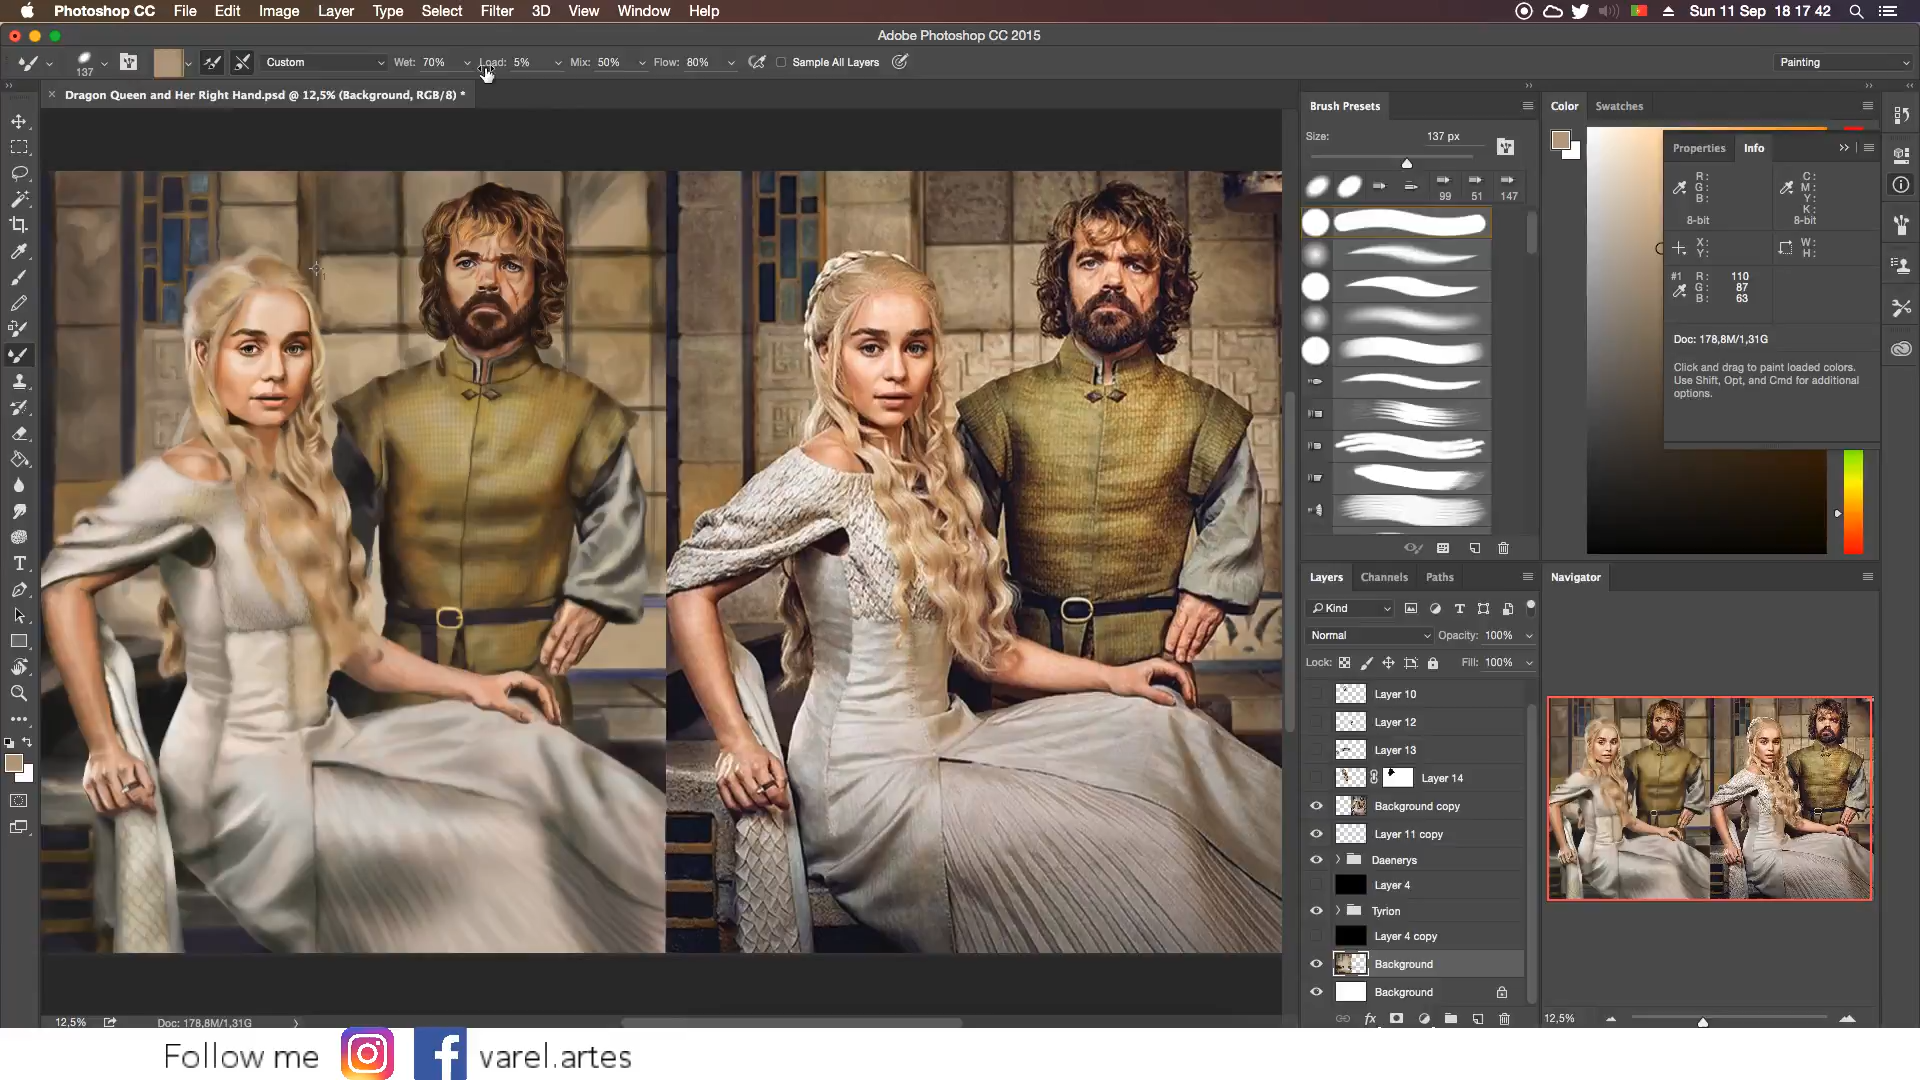 Photoshop CC File Edit Image Layer Type Select Filter 3D View Window Help Sun 11 Sep 18 17 42
Adobe Photoshop CC 2015
137 Custom Wet: 70% Load: 5% Mix: 50% Flow: 80% Sample All Layers Painting
Dragon Queen and Her Right Hand.psd @ 12,5% (Background, RGB/8) *
Brush Presets
Size: 137 px
99 51 147
Color Swatches
Properties Info
R: C:
G: M:
B: Y:
K:
8-bit 8-bit
X: W:
Y: H:
#1 R: 110
G: 87
B: 63
Doc: 178,8M/1,31G
Click and drag to paint loaded colors.
Use Shift, Opt, and Cmd for additional
options.
Layers Channels Paths
Kind
Normal Opacity: 100%
Lock: Fill: 100%
Layer 10
Layer 12
Layer 13
Layer 14
Background copy
Layer 11 copy
Daenerys
Layer 4
Tyrion
Layer 4 copy
Background
Background
fx
Navigator
12,5%
12,5% Doc: 178,8M/1,31G
Follow me varel.artes